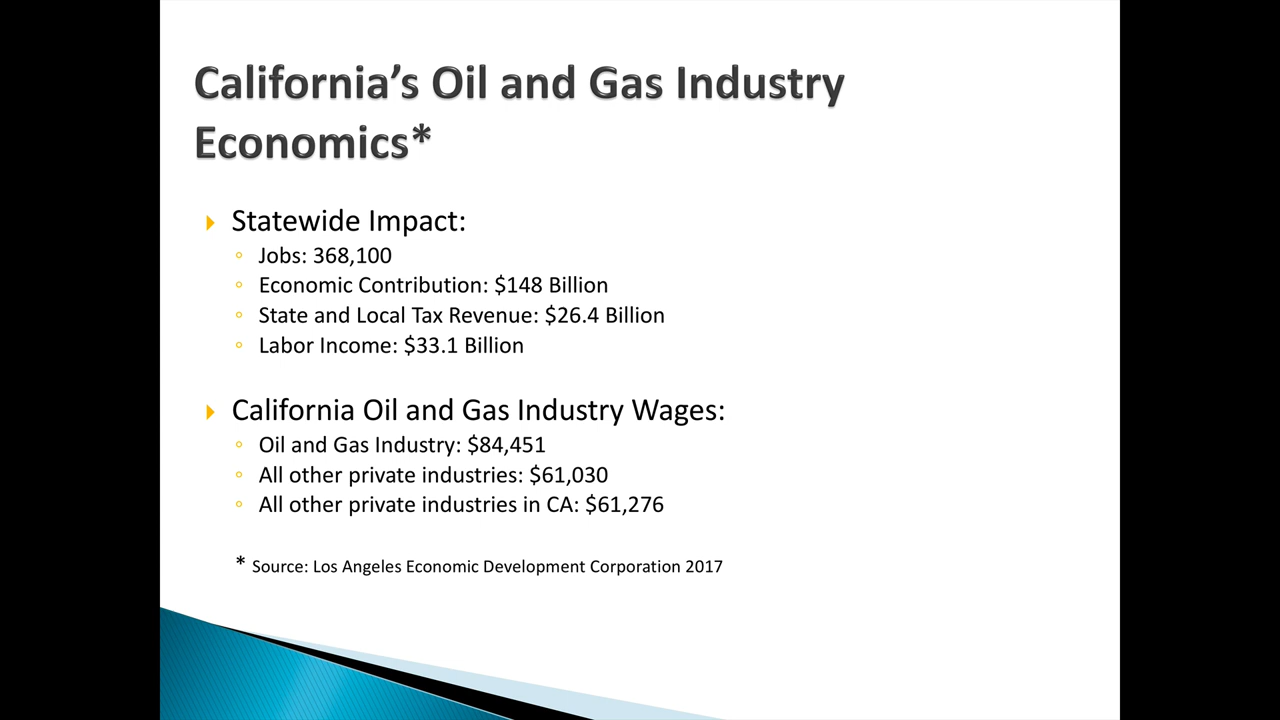 California’s Oil and Gas Industry
Economics*
Statewide Impact:
Jobs: 368,100
Economic Contribution: $148 Billion
State and Local Tax Revenue: $26.4 Billion
Labor Income: $33.1 Billion
California Oil and Gas Industry Wages:
Oil and Gas Industry: $84,451
All other private industries: $61,030
All other private industries in CA: $61,276
* Source: Los Angeles Economic Development Corporation 2017